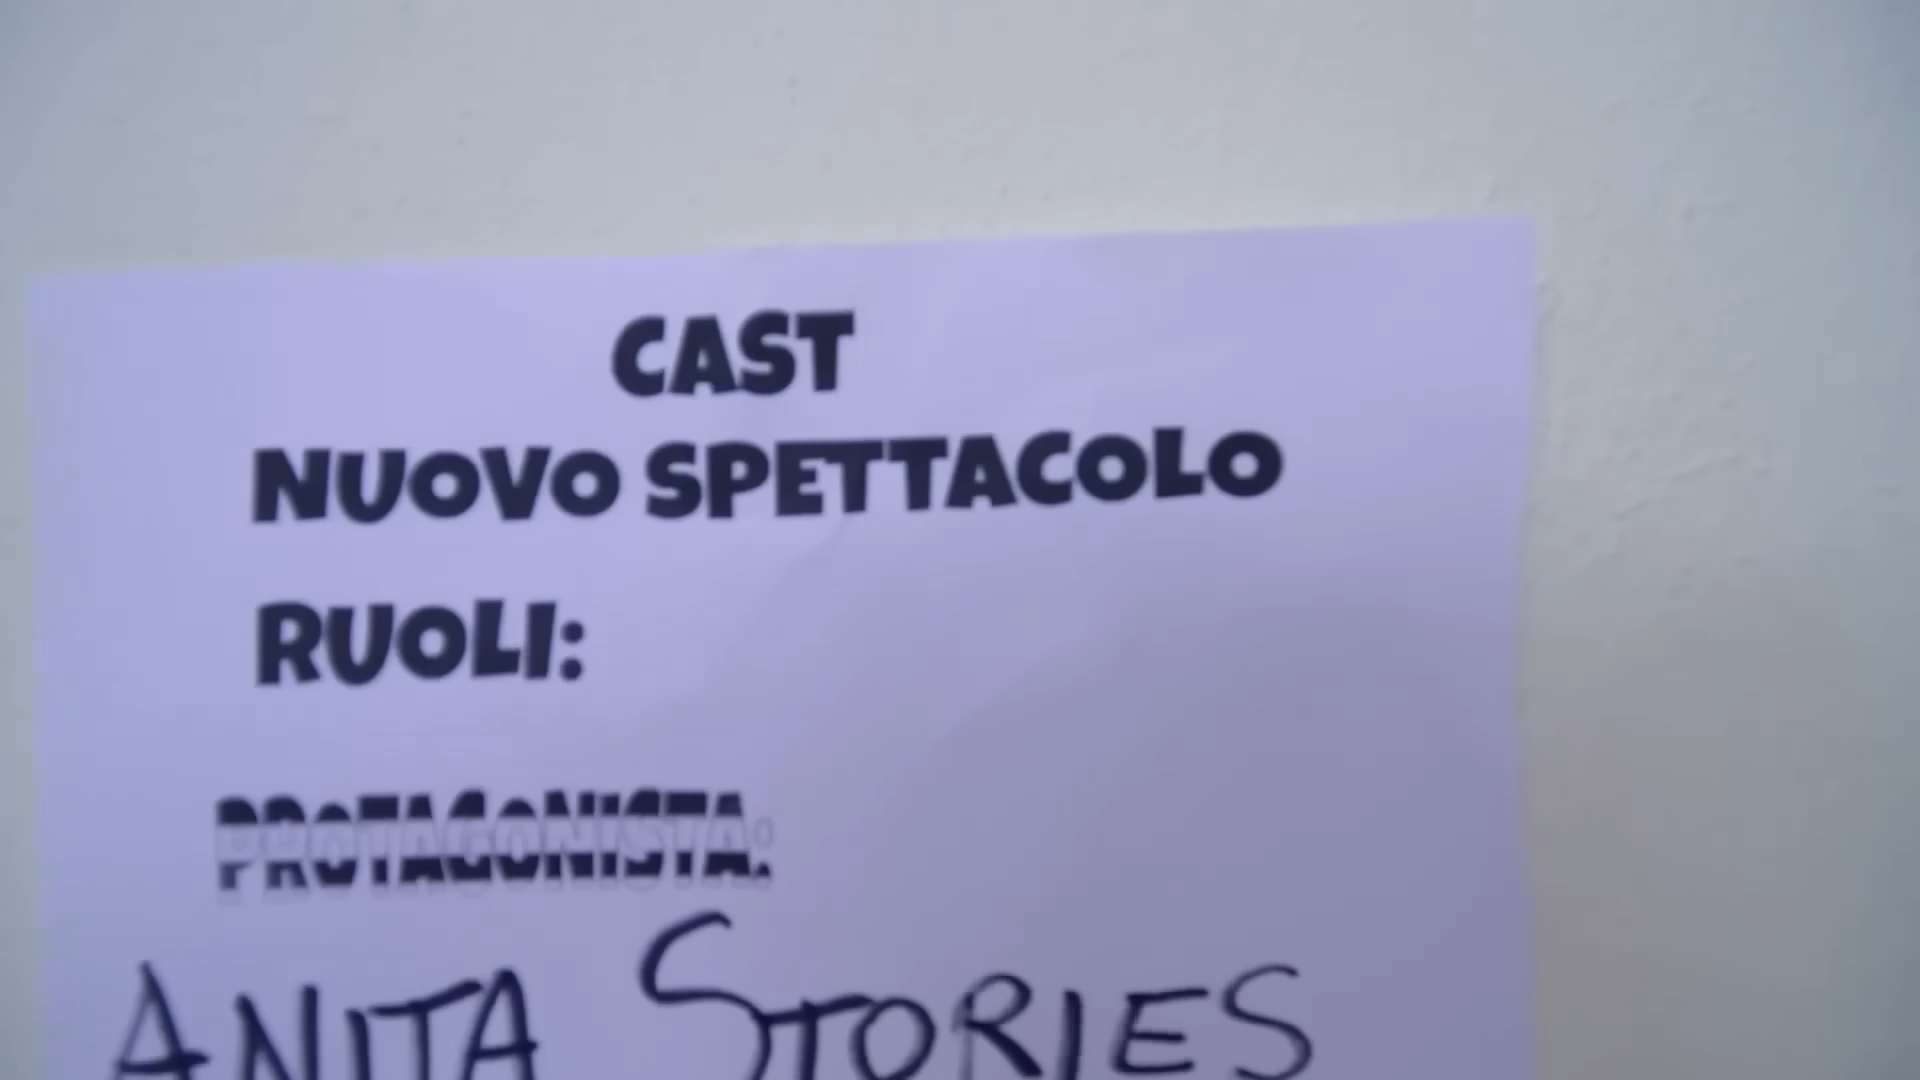 CAST
NUOVO SPETTACOLO
RUOLI:
PROTAGONISTA:
ANITA STORIES